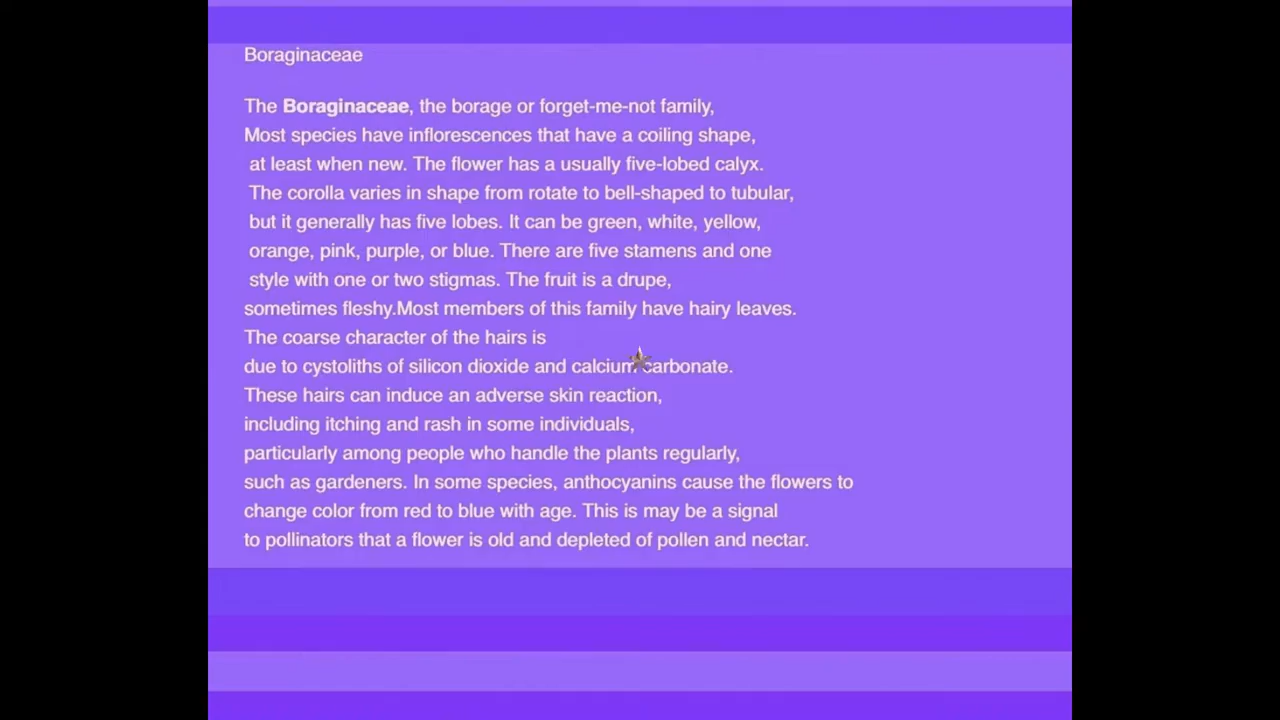 Boraginaceae
The Boraginaceae, the borage or forget-me-not family,
Most species have inflorescences that have a coiling shape,
at least when new. The flower has a usually five-lobed calyx.
The corolla varies in shape from rotate to bell-shaped to tubular,
but it generally has five lobes. It can be green, white, yellow,
orange, pink, purple, or blue. There are five stamens and one
style with one or two stigmas. The fruit is a drupe,
sometimes fleshy.Most members of this family have hairy leaves.
The coarse character of the hairs is
due to cystoliths of silicon dioxide and calcium carbonate.
These hairs can induce an adverse skin reaction,
including itching and rash in some individuals,
particularly among people who handle the plants regularly,
such as gardeners. In some species, anthocyanins cause the flowers to
change color from red to blue with age. This is may be a signal
to pollinators that a flower is old and depleted of pollen and nectar.